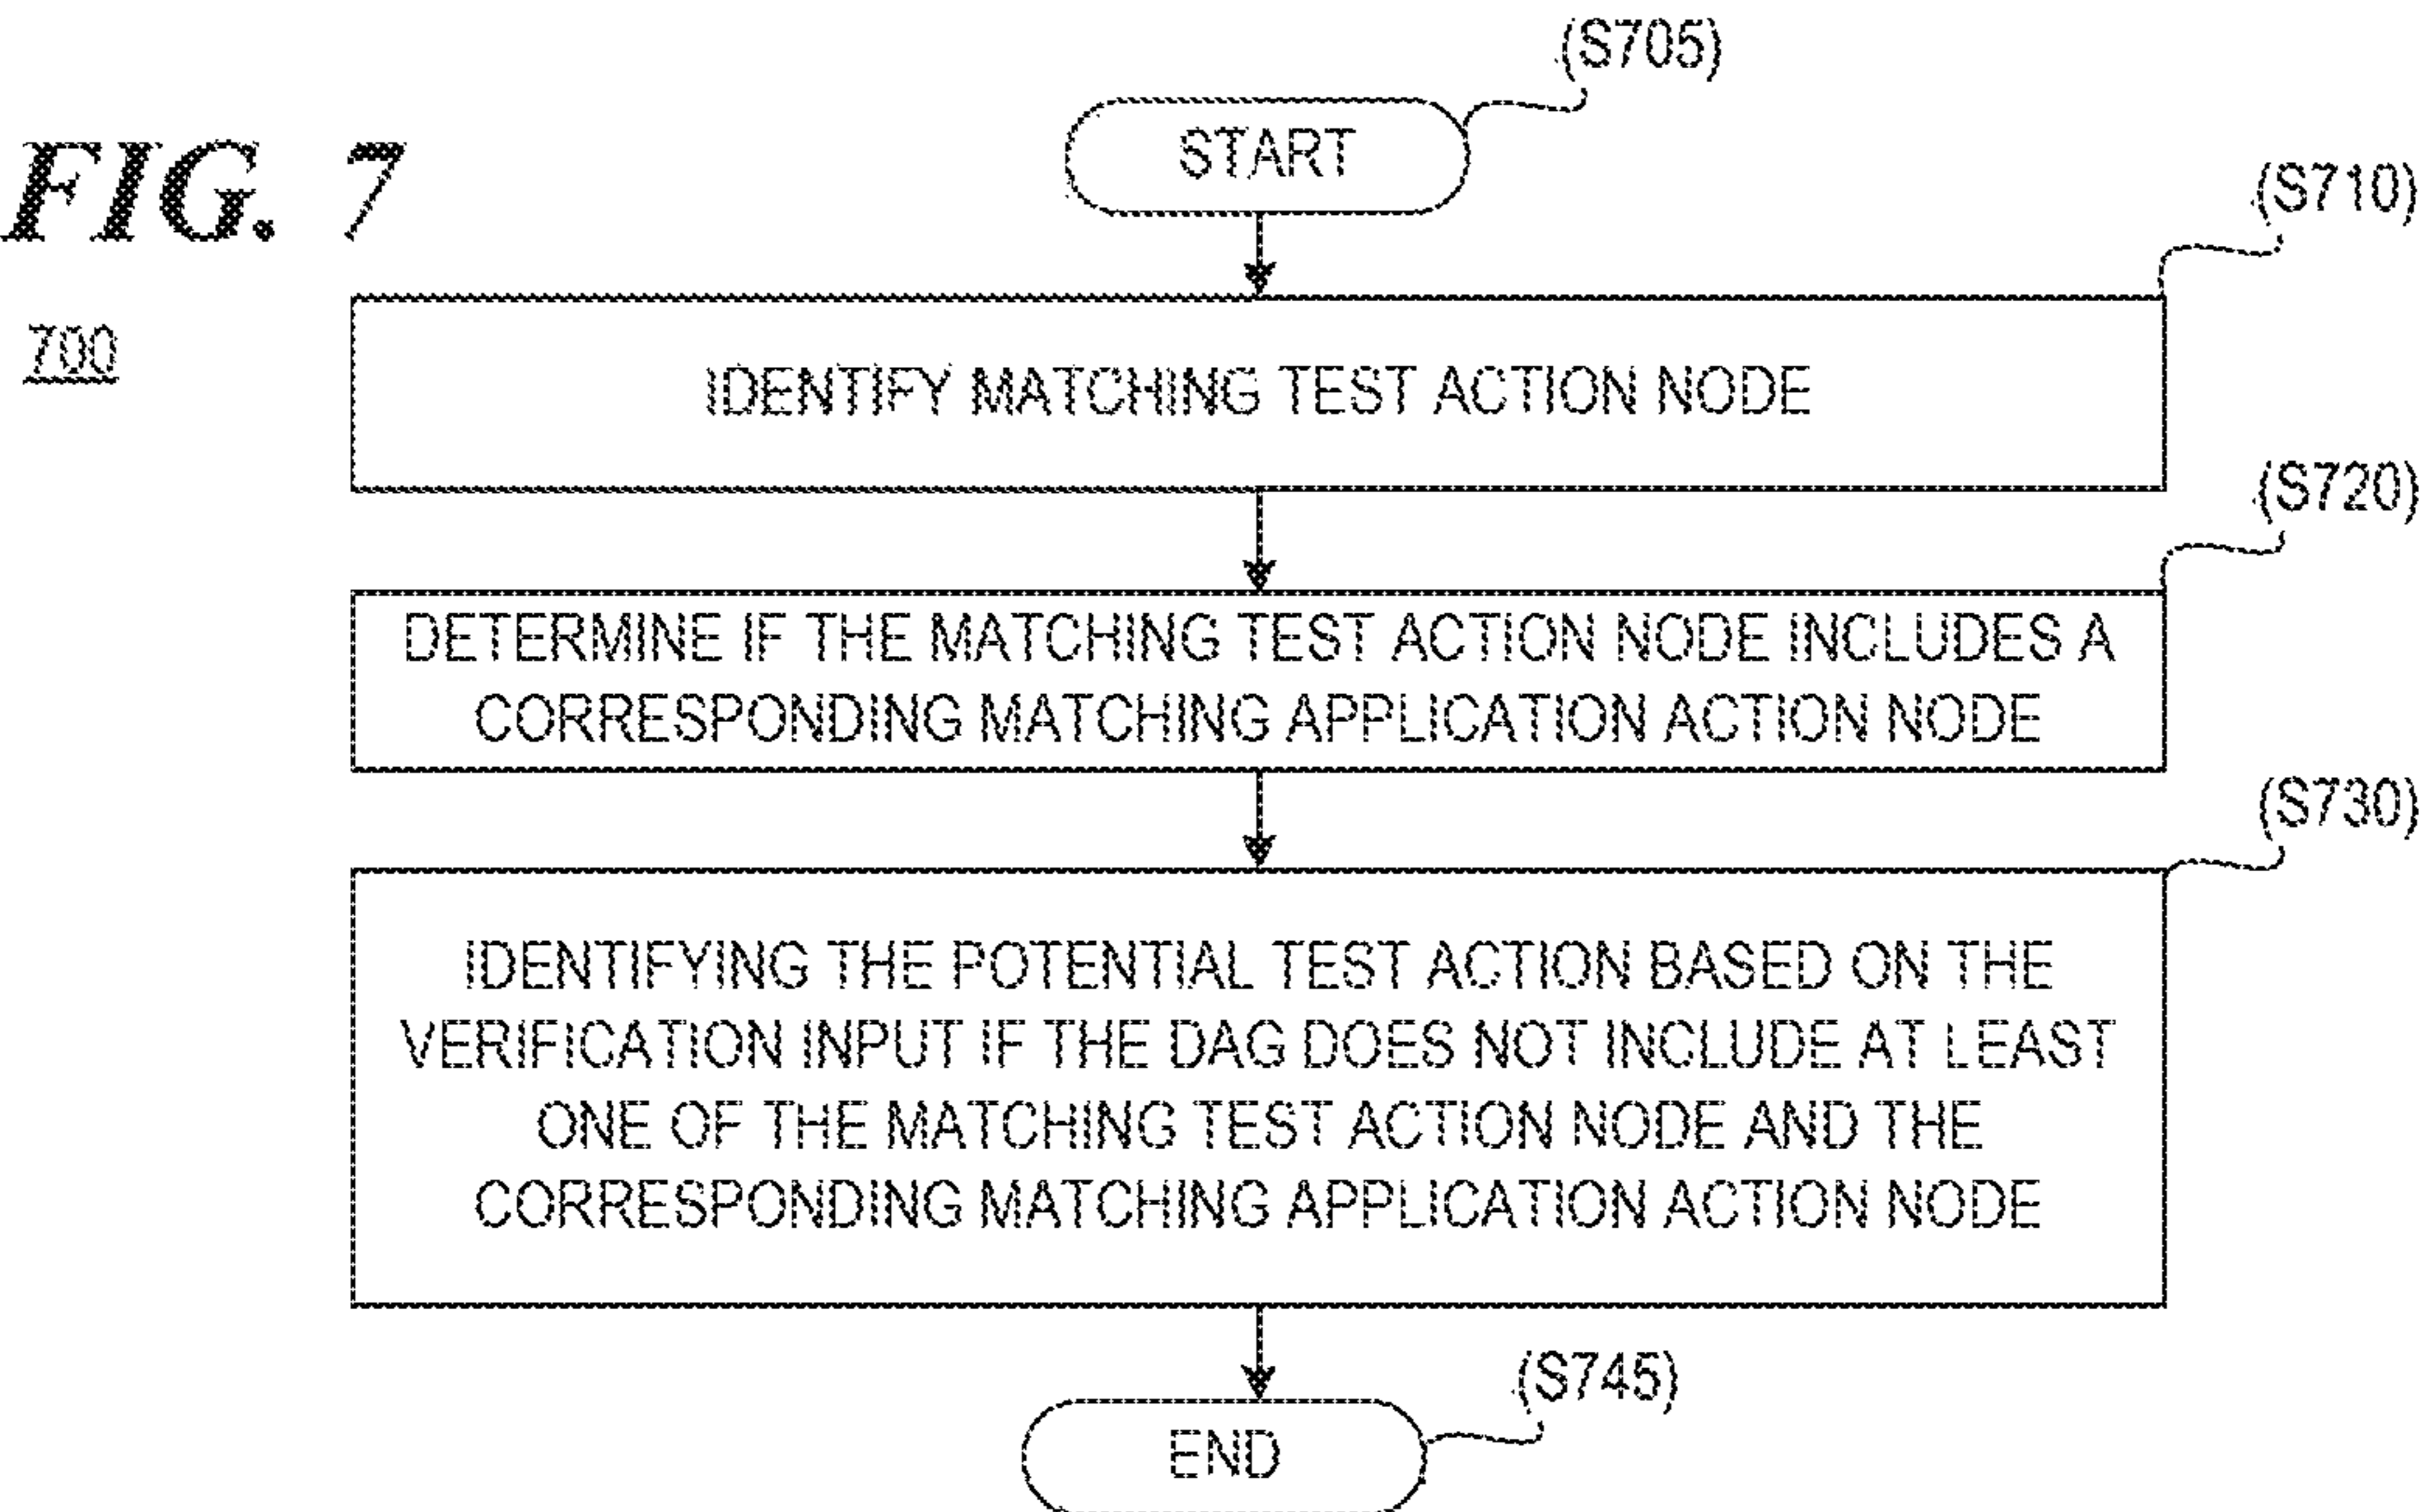 (S705)
START
FIG. 7
(S710)
700
IDENTIFY MATCHING TEST ACTION NODE
(S720)
DETERMINE IF THE MATCHING TEST ACTION NODE INCLUDES A
CORRESPONDING MATCHING APPLICATION ACTION NODE
(S730)
IDENTIFYING THE POTENTIAL TEST ACTION BASED ON THE
VERIFICATION INPUT IF THE DAG DOES NOT INCLUDE AT LEAST
ONE OF THE MATCHING TEST ACTION NODE AND THE
CORRESPONDING MATCHING APPLICATION ACTION NODE
(S745)
END